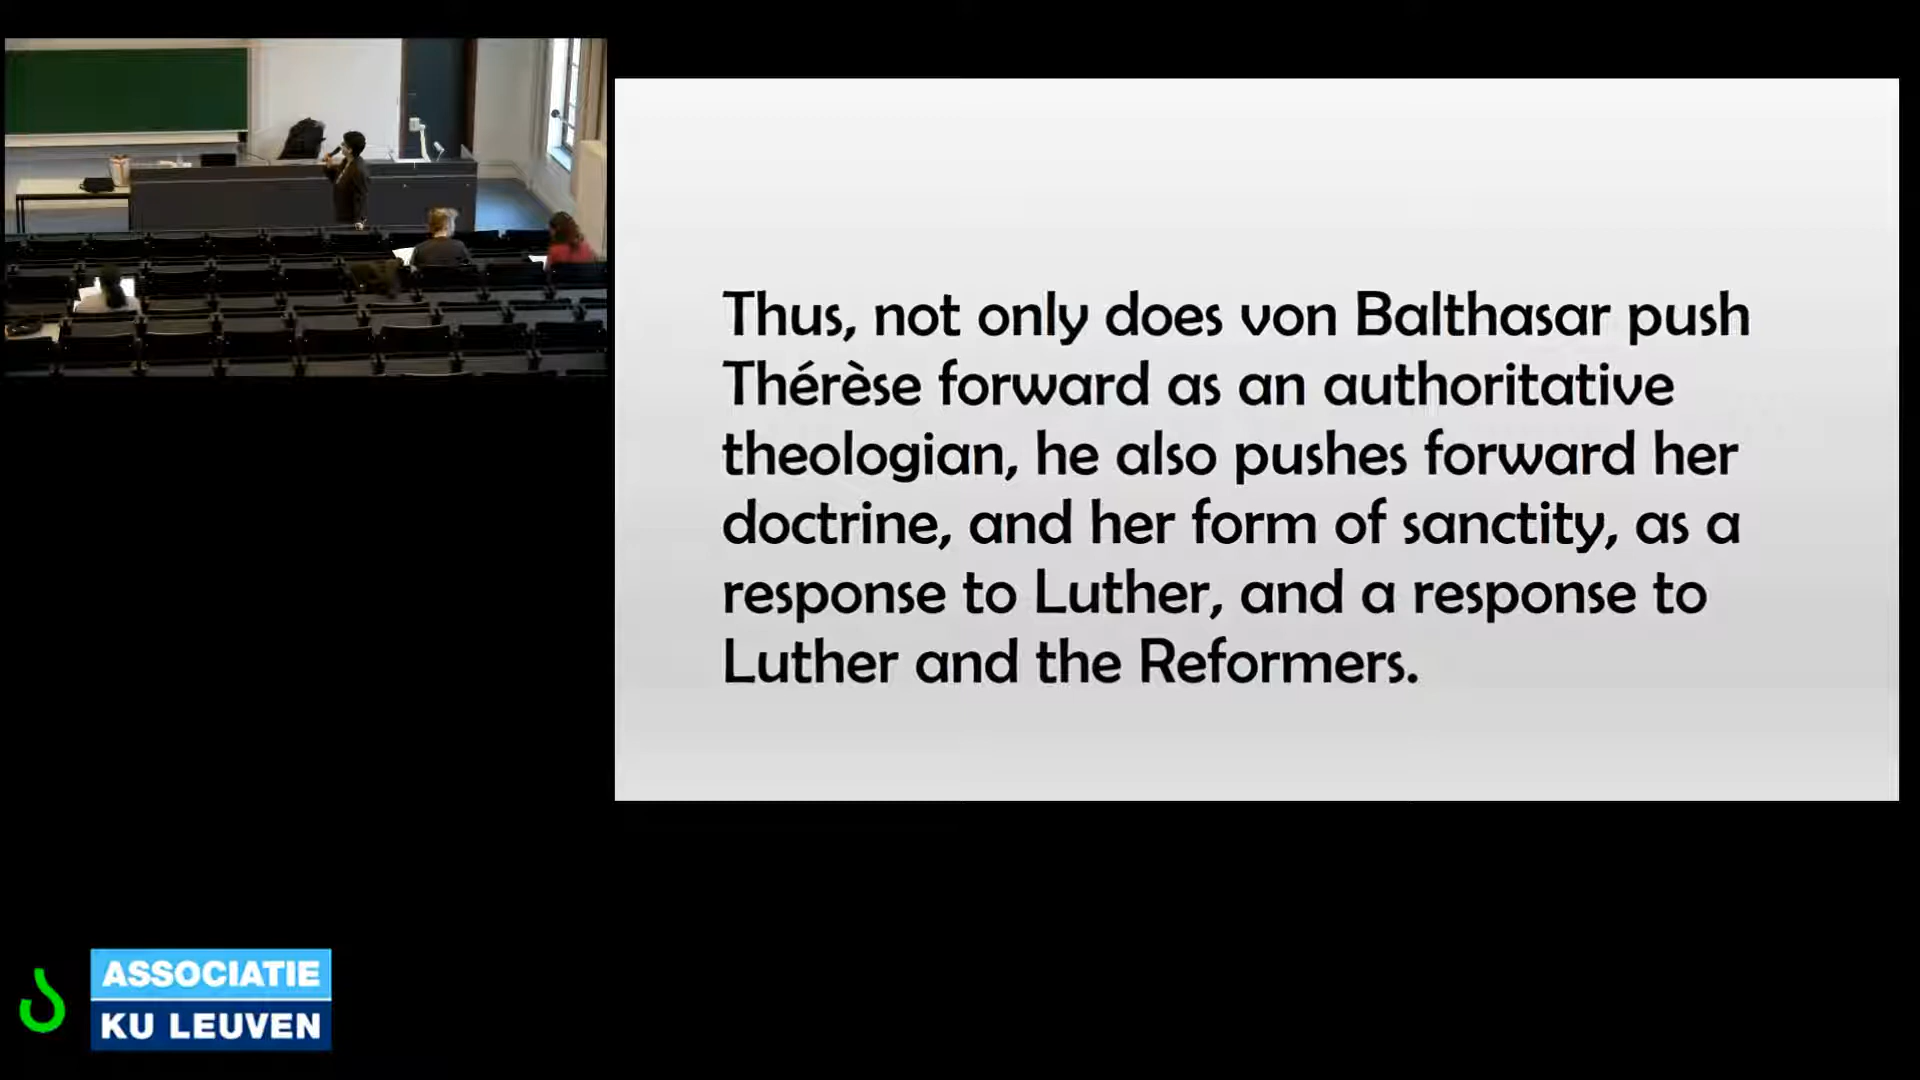 Thus, not only does von Balthasar push
Thérèse forward as an authoritative
theologian, he also pushes forward her
doctrine, and her form of sanctity, as a
response to Luther, and a response to
Luther and the Reformers.
ASSOCIATIE
KU LEUVEN